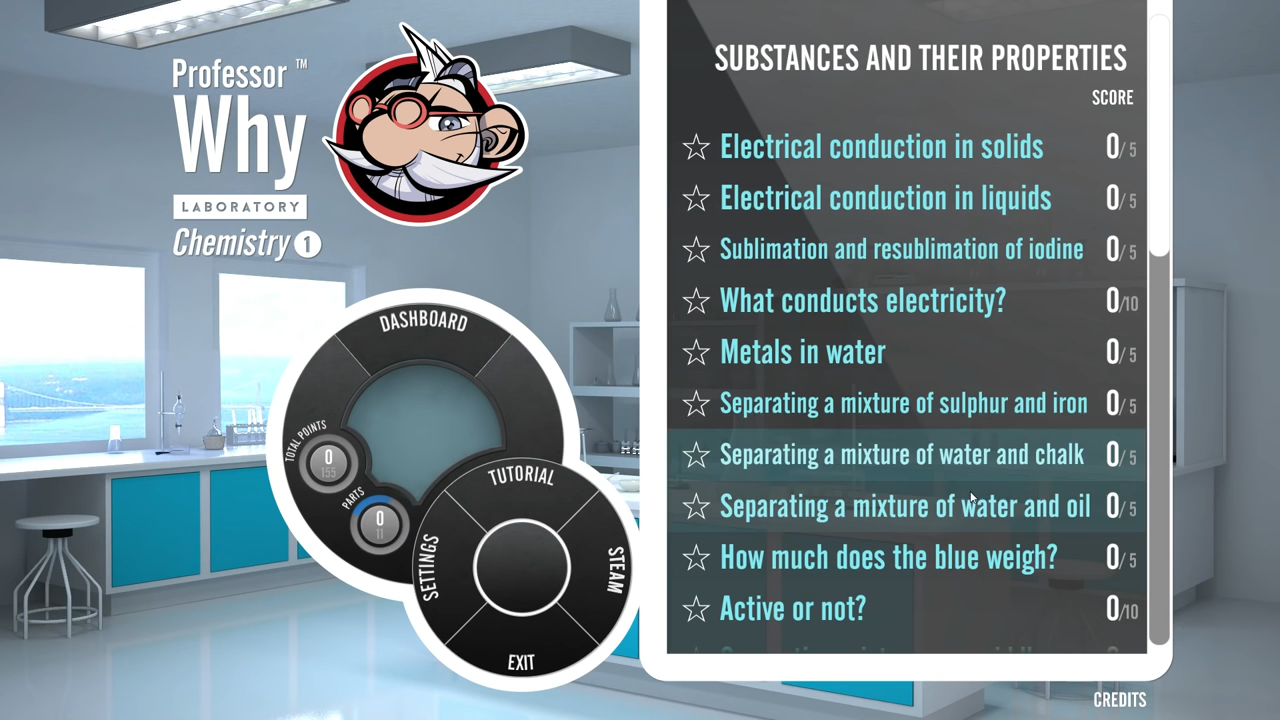 Professor ™
Why
LABORATORY
Chemistry 1
DASHBOARD
TOTAL POINTS
0
155
PARTS
0
11
TUTORIAL
SETTINGS
STEAM
EXIT
SUBSTANCES AND THEIR PROPERTIES
SCORE
Electrical conduction in solids 0/ 5
Electrical conduction in liquids 0/ 5
Sublimation and resublimation of iodine 0/ 5
What conducts electricity? 0/10
Metals in water 0/ 5
Separating a mixture of sulphur and iron 0/ 5
Separating a mixture of water and chalk 0/ 5
Separating a mixture of water and oil 0/ 5
How much does the blue weigh? 0/ 5
Active or not? 0/10
CREDITS